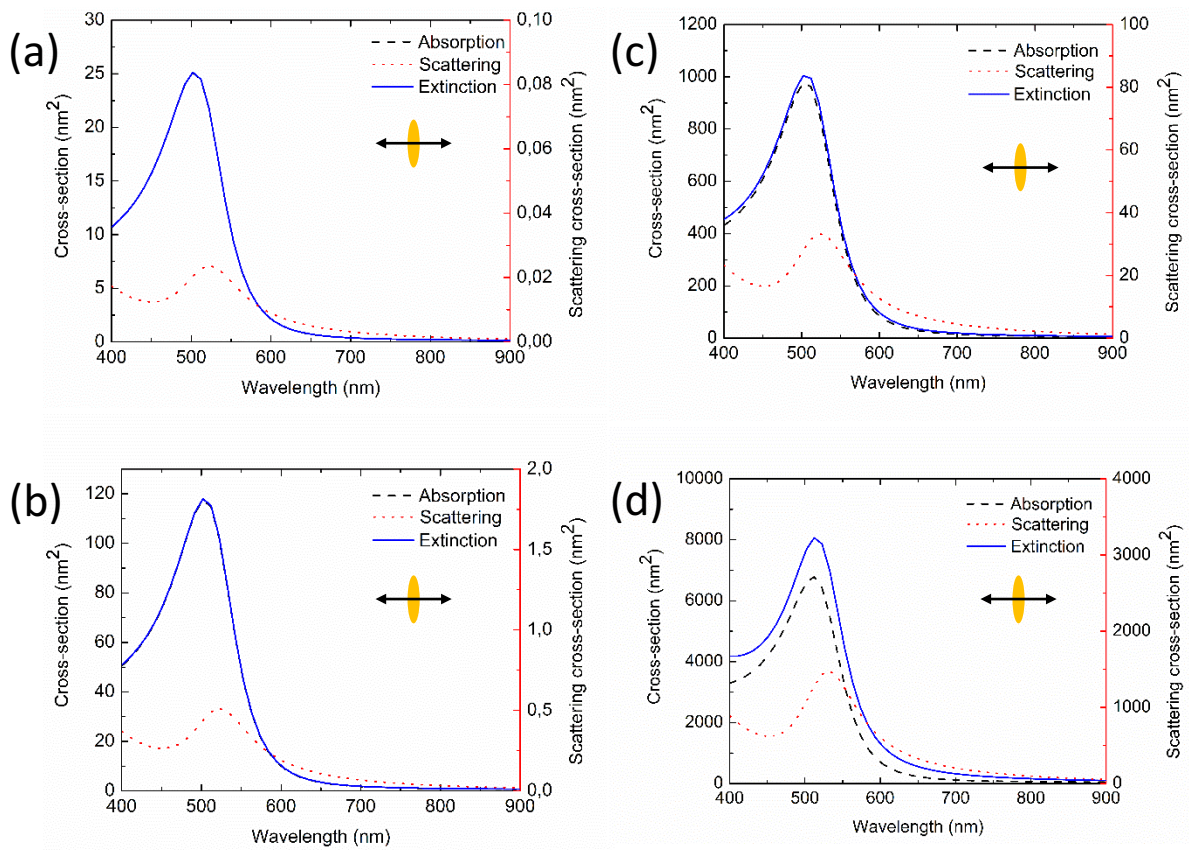 (a)
30
25
20
15
10
5
0
Cross-section (nm²)
0,10
0,08
0,06
0,04
0,02
0,00
Scattering cross-section (nm²)
Absorption
Scattering
Extinction
400 500 600 700 800 900
Wavelength (nm)
(c)
1200
1000
800
600
400
200
0
Cross-section (nm²)
100
80
60
40
20
0
Scattering cross-section (nm²)
Absorption
Scattering
Extinction
400 500 600 700 800 900
Wavelength (nm)
(b)
120
100
80
60
40
20
0
Cross-section (nm²)
2,0
1,5
1,0
0,5
0,0
Scattering cross-section (nm²)
Absorption
Scattering
Extinction
400 500 600 700 800 900
Wavelength (nm)
(d)
10000
8000
6000
4000
2000
0
Cross-section (nm²)
4000
3000
2000
1000
0
Scattering cross-section (nm²)
Absorption
Scattering
Extinction
400 500 600 700 800 900
Wavelength (nm)